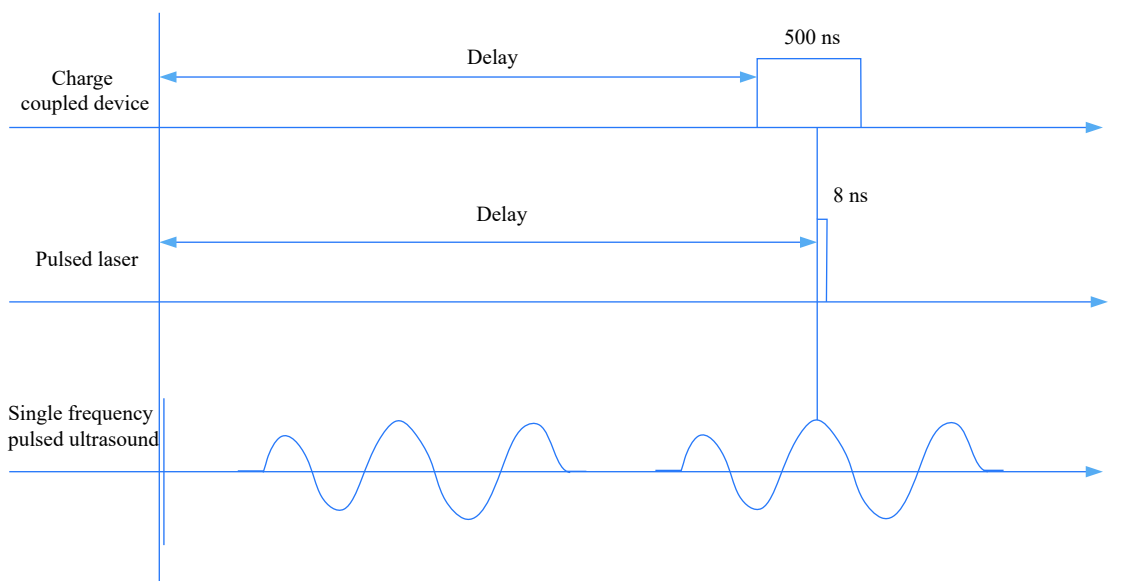 500 ns
Delay
Charge
coupled device
8 ns
Delay
Pulsed laser
Single frequency
pulsed ultrasound